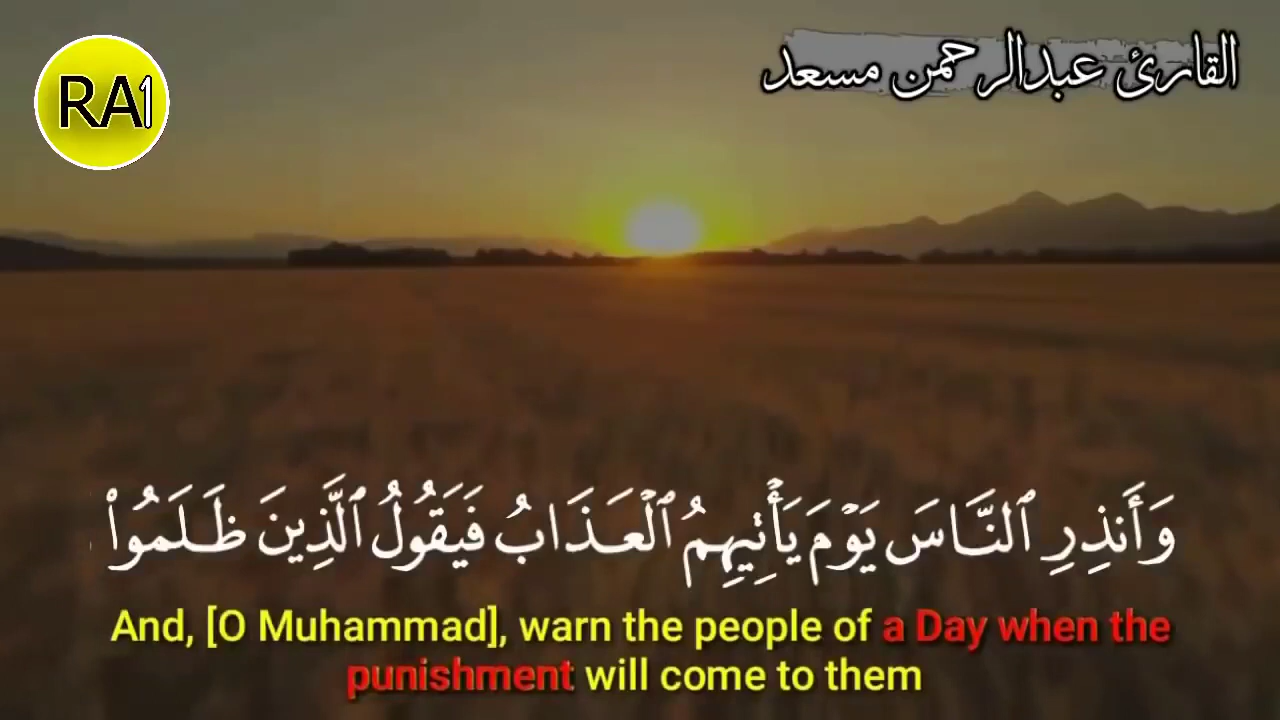 RA1
القارئ عبدالرحمن مسعد
وَأَنذِرِ ٱلنَّاسَ يَوْمَ يَأْتِيهِمُ ٱلْعَذَابُ فَيَقُولُ ٱلَّذِينَ ظَلَمُوا۟
And, [O Muhammad], warn the people of a Day when the
punishment will come to them